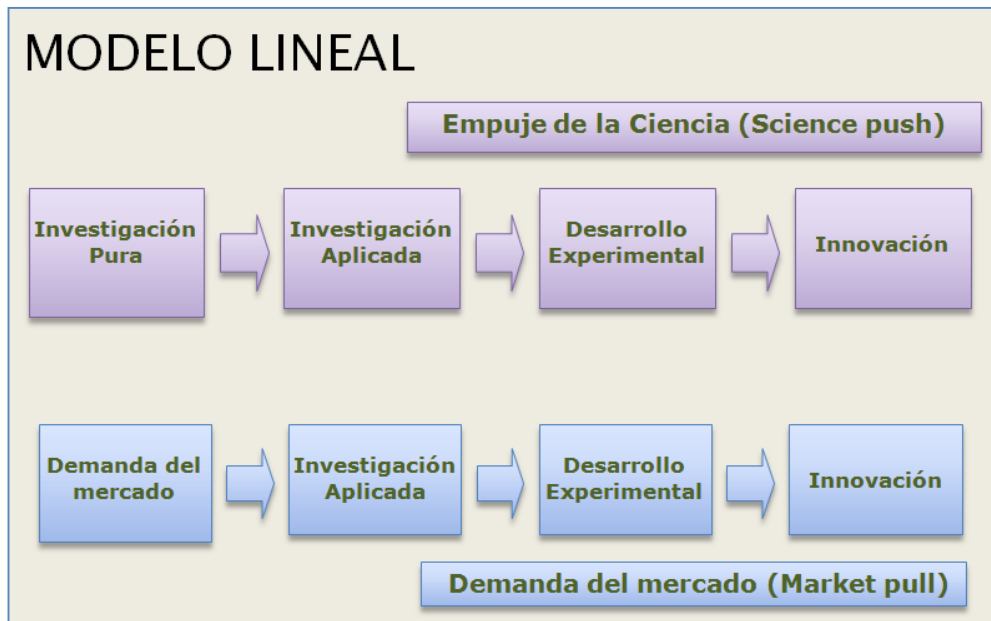 MODELO LINEAL
Empuje de la Ciencia (Science push)
Investigación
Pura
Investigación
Aplicada
Desarrollo
Experimental
Innovación
Demanda del
mercado
Investigación
Aplicada
Desarrollo
Experimental
Innovación
Demanda del mercado (Market pull)